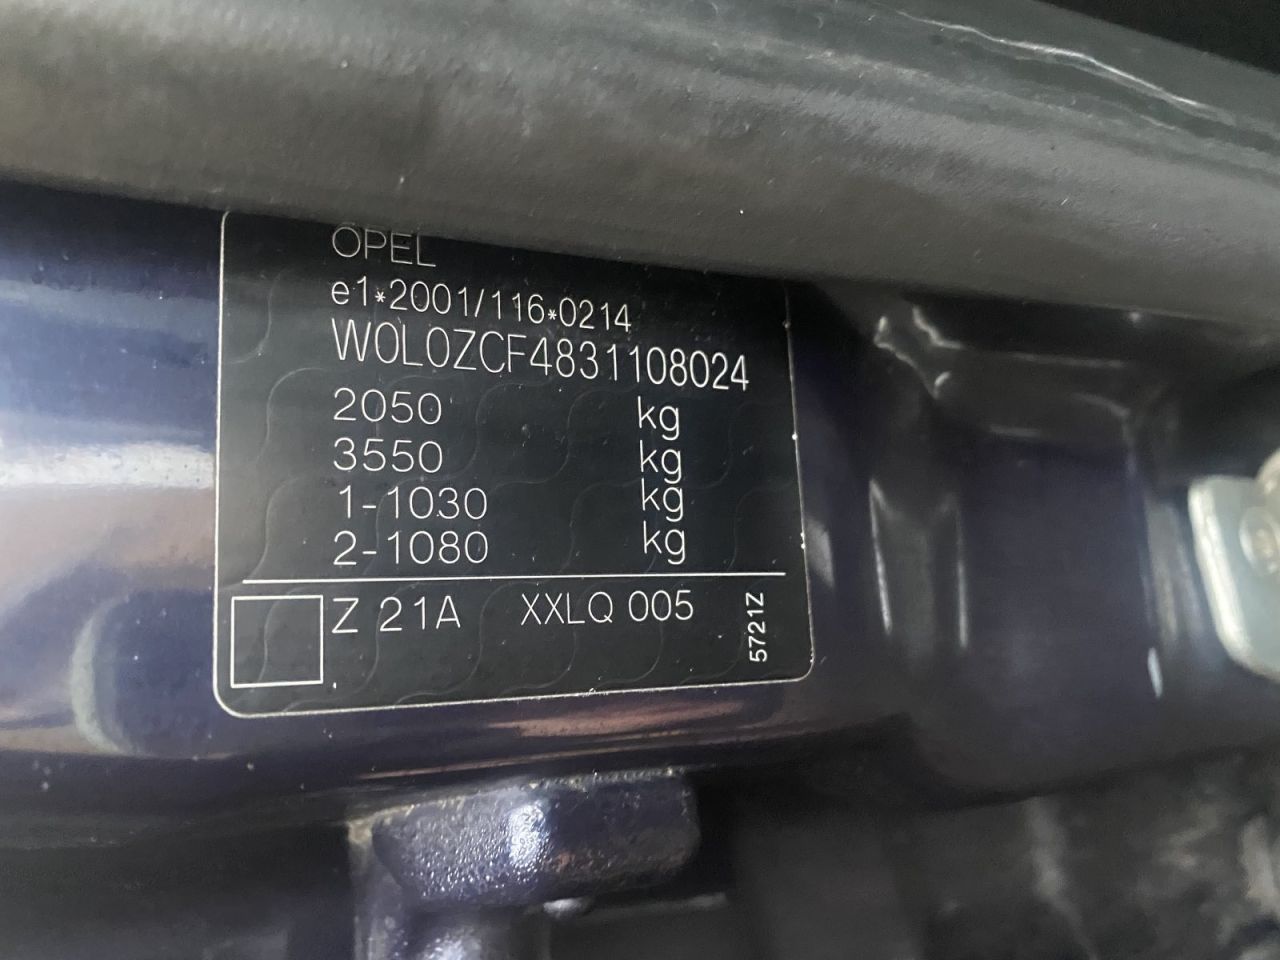 OPEL
e1*2001/116*0214
W0L0ZCF4831108024
2050 kg
3550 kg
1-1030 kg
2-1080 kg
Z 21A XXLQ 005
5721Z